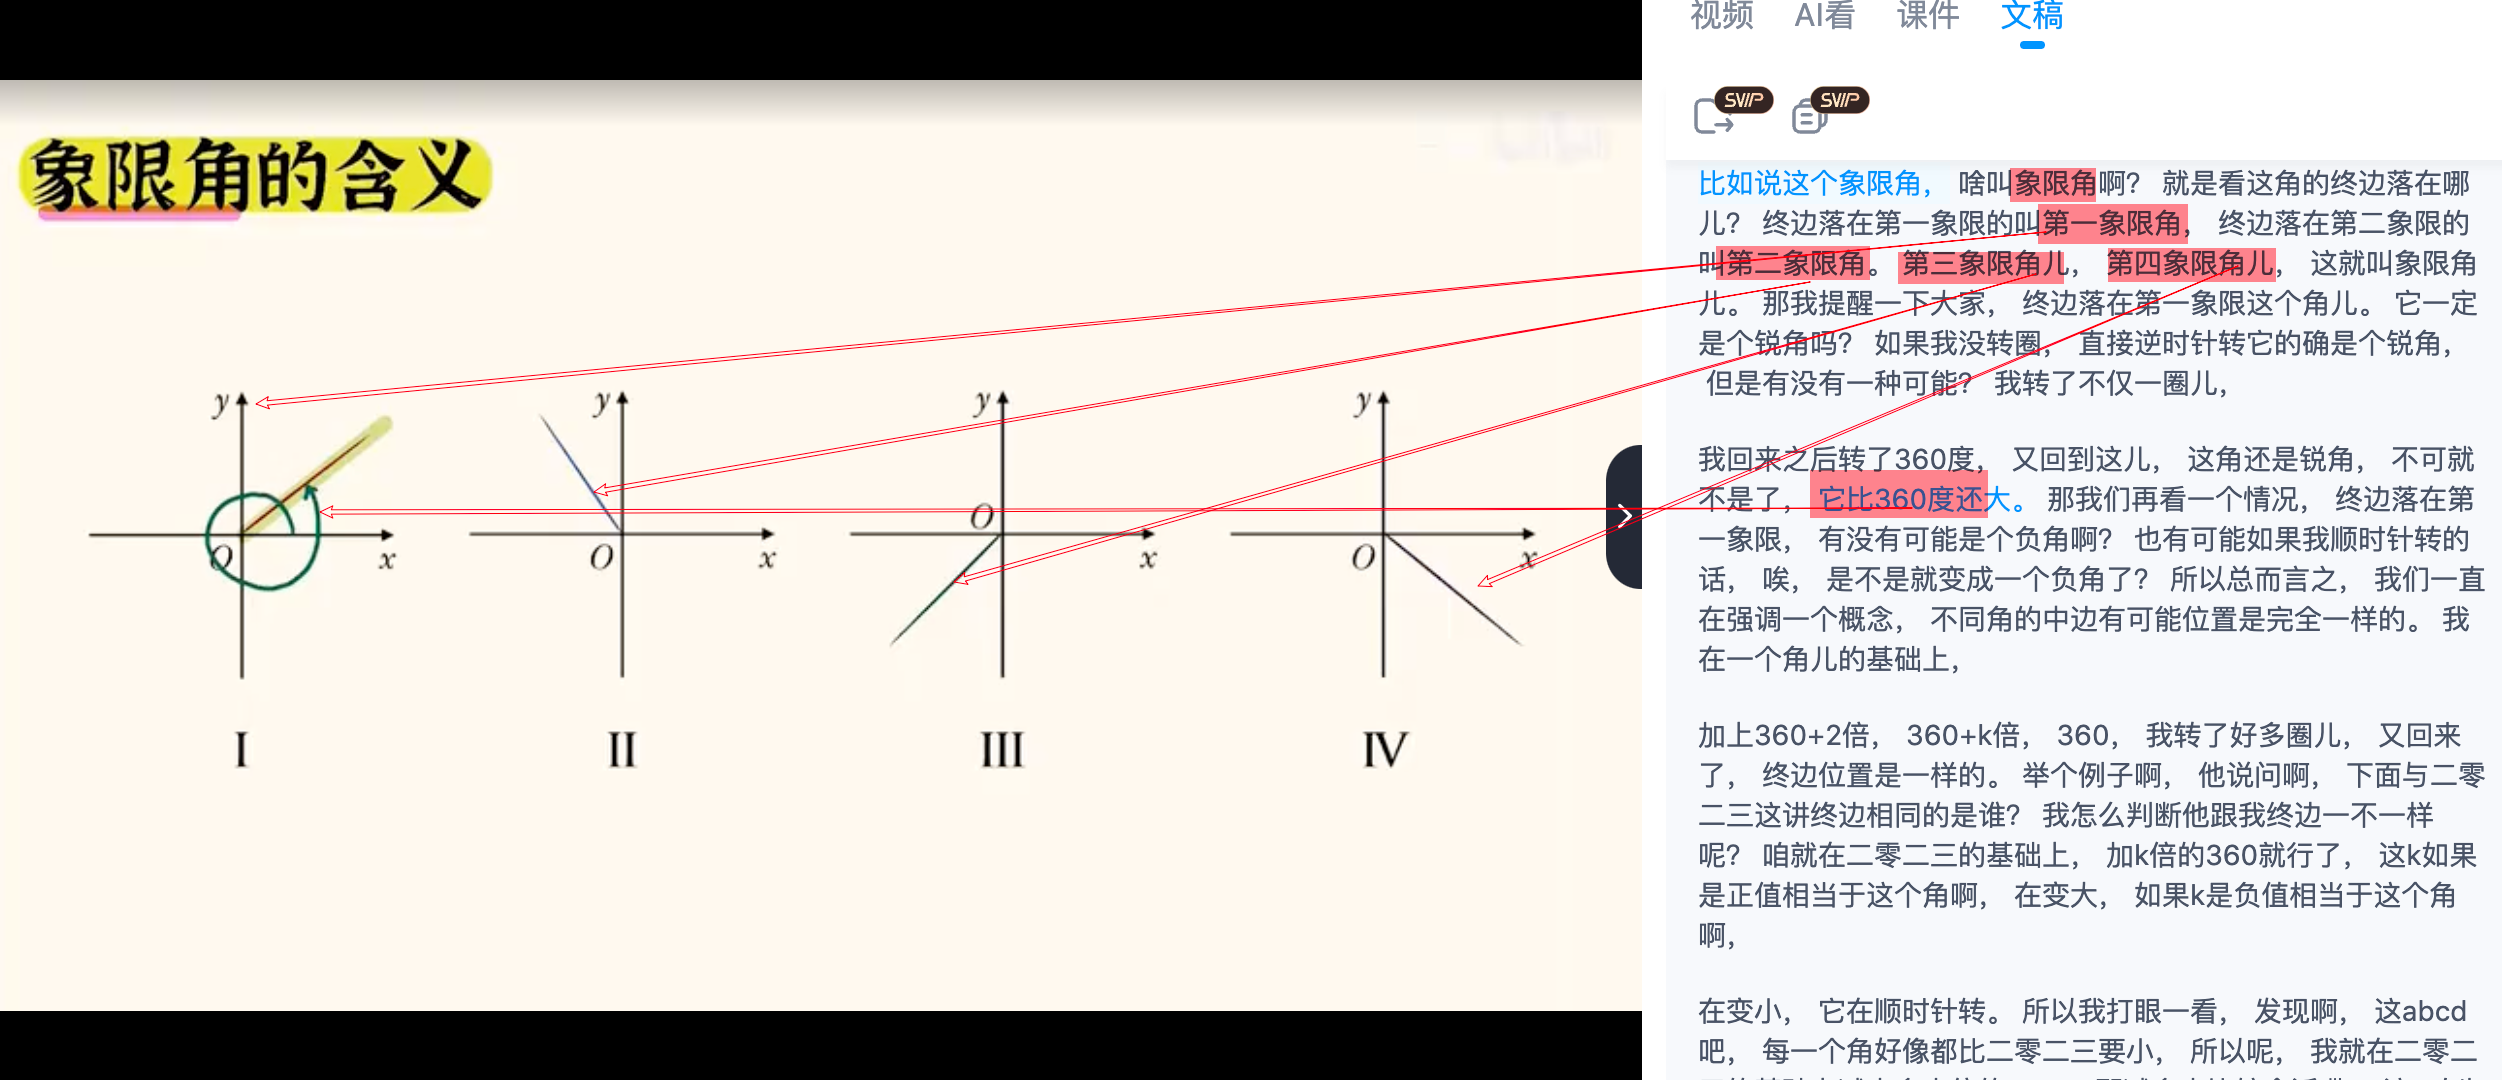 象限角的含义
y
O
x
I
y
O
x
II
y
O
x
III
y
O
x
IV
视频 AI看 课件 文稿
SVIP SVIP
比如说这个象限角， 啥叫象限角啊？ 就是看这角的终边落在哪
儿？ 终边落在第一象限的叫第一象限角， 终边落在第二象限的
叫第二象限角。 第三象限角儿， 第四象限角儿， 这就叫象限角
儿。 那我提醒一下大家， 终边落在第一象限这个角儿。 它一定
是个锐角吗？ 如果我没转圈， 直接逆时针转它的确是个锐角，
但是有没有一种可能？ 我转了不仅一圈儿，
我回来之后转了360度， 又回到这儿， 这角还是锐角， 不可就
不是了， 它比360度还大。 那我们再看一个情况， 终边落在第
一象限， 有没有可能是个负角啊？ 也有可能如果我顺时针转的
话， 唉， 是不是就变成一个负角了？ 所以总而言之， 我们一直
在强调一个概念， 不同角的中边有可能位置是完全一样的。 我
在一个角儿的基础上，
加上360+2倍， 360+k倍， 360， 我转了好多圈儿， 又回来
了， 终边位置是一样的。 举个例子啊， 他说问啊， 下面与二零
二三这讲终边相同的是谁？ 我怎么判断他跟我终边一不一样
呢？ 咱就在二零二三的基础上， 加k倍的360就行了， 这k如果
是正值相当于这个角啊， 在变大， 如果k是负值相当于这个角
啊，
在变小， 它在顺时针转。 所以我打眼一看， 发现啊， 这abcd
吧， 每一个角好像都比二零二三要小， 所以呢， 我就在二零二